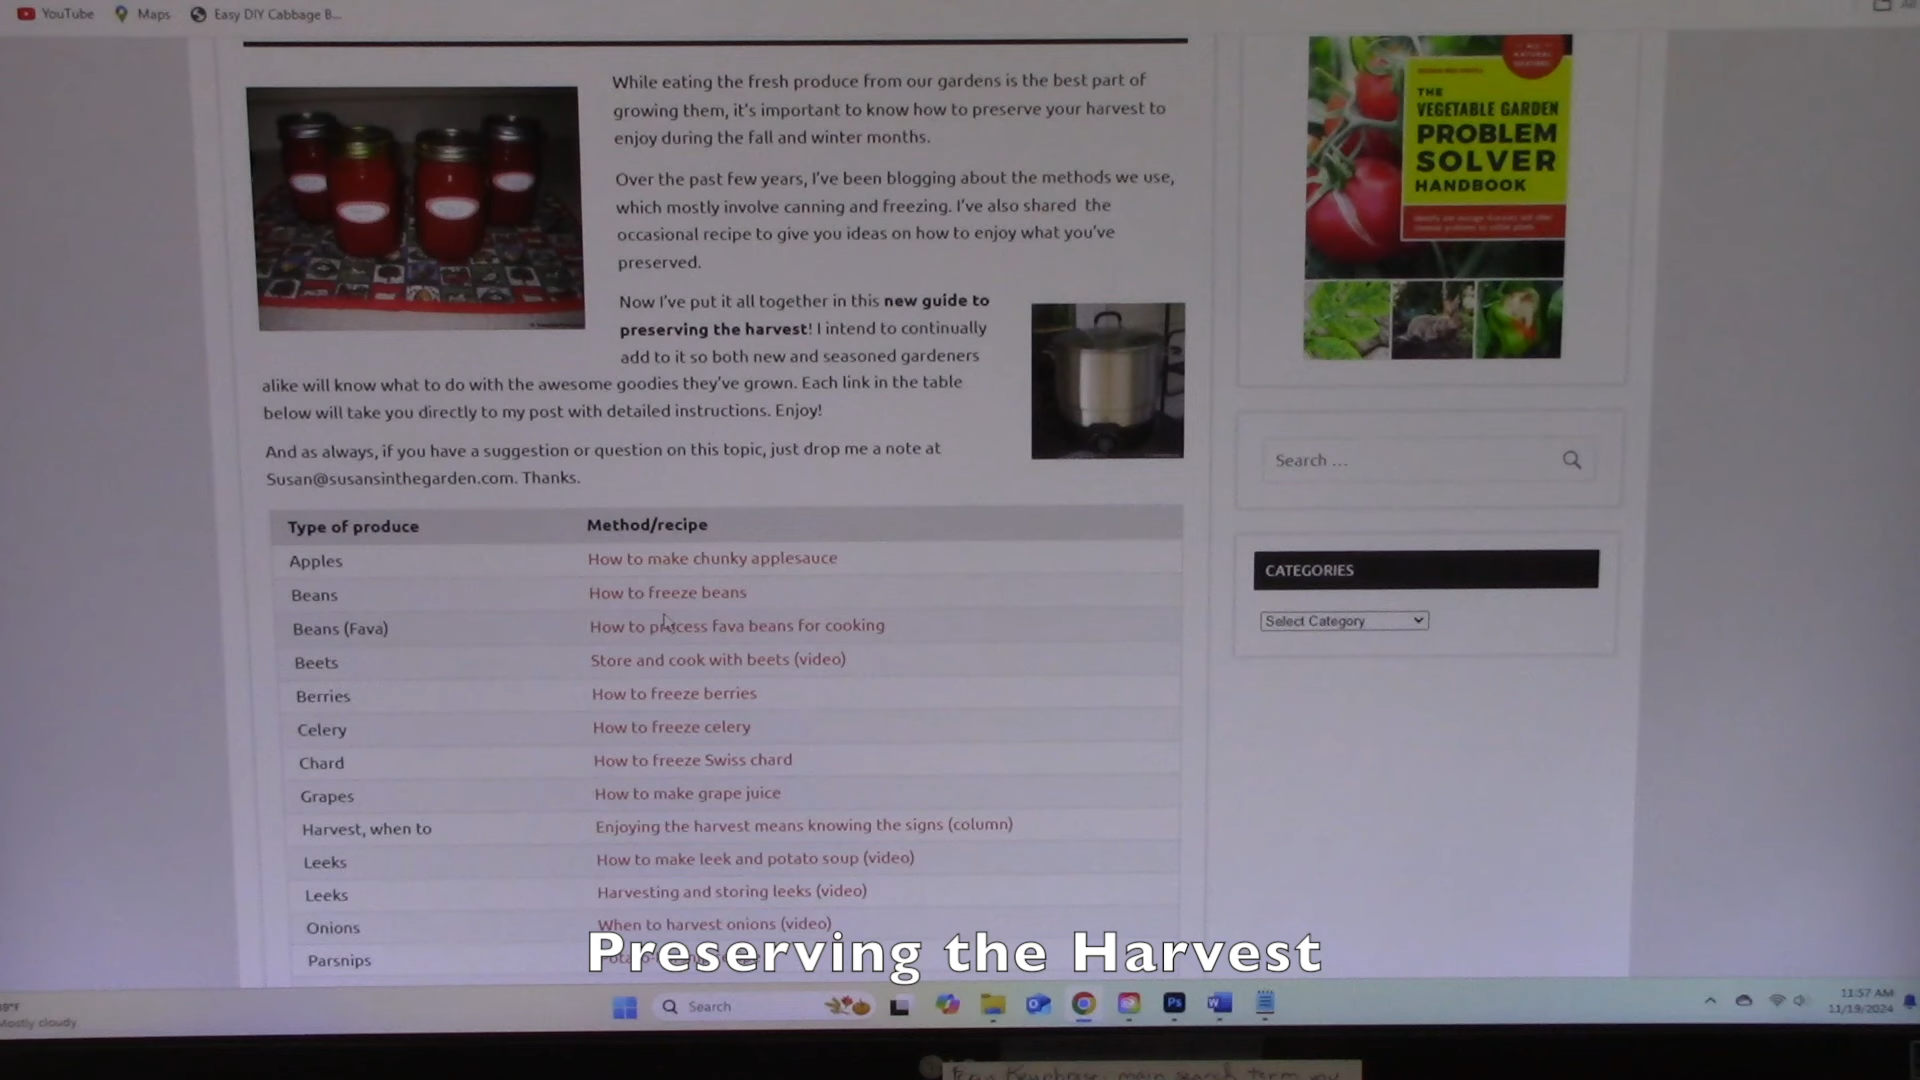 YouTube Maps Easy DIY Cabbage B...
While eating the fresh produce from our gardens is the best part of
growing them, it's important to know how to preserve your harvest to
enjoy during the fall and winter months.
Over the past few years, I've been blogging about the methods we use,
which mostly involve canning and freezing. I've also shared the
occasional recipe to give you ideas on how to enjoy what you've
preserved.
Now I've put it all together in this new guide to
preserving the harvest! I intend to continually
add to it so both new and seasoned gardeners
alike will know what to do with the awesome goodies they've grown. Each link in the table
below will take you directly to my post with detailed instructions. Enjoy!
And as always, if you have a suggestion or question on this topic, just drop me a note at
Susan@susansinthegarden.com. Thanks.
Type of produce Method/recipe
Apples How to make chunky applesauce
Beans How to freeze beans
Beans (Fava) How to process fava beans for cooking
Beets Store and cook with beets (video)
Berries How to freeze berries
Celery How to freeze celery
Chard How to freeze Swiss chard
Grapes How to make grape juice
Harvest, when to Enjoying the harvest means knowing the signs (column)
Leeks How to make leek and potato soup (video)
Leeks Harvesting and storing leeks (video)
Onions When to harvest onions (video)
Parsnips
Preserving the Harvest
ALL
NATURAL
THE
VEGETABLE GARDEN
PROBLEM
SOLVER
HANDBOOK
Search ...
CATEGORIES
Select Category
Mostly cloudy
Search
Ps
W
11:57 AM
11/19/2024